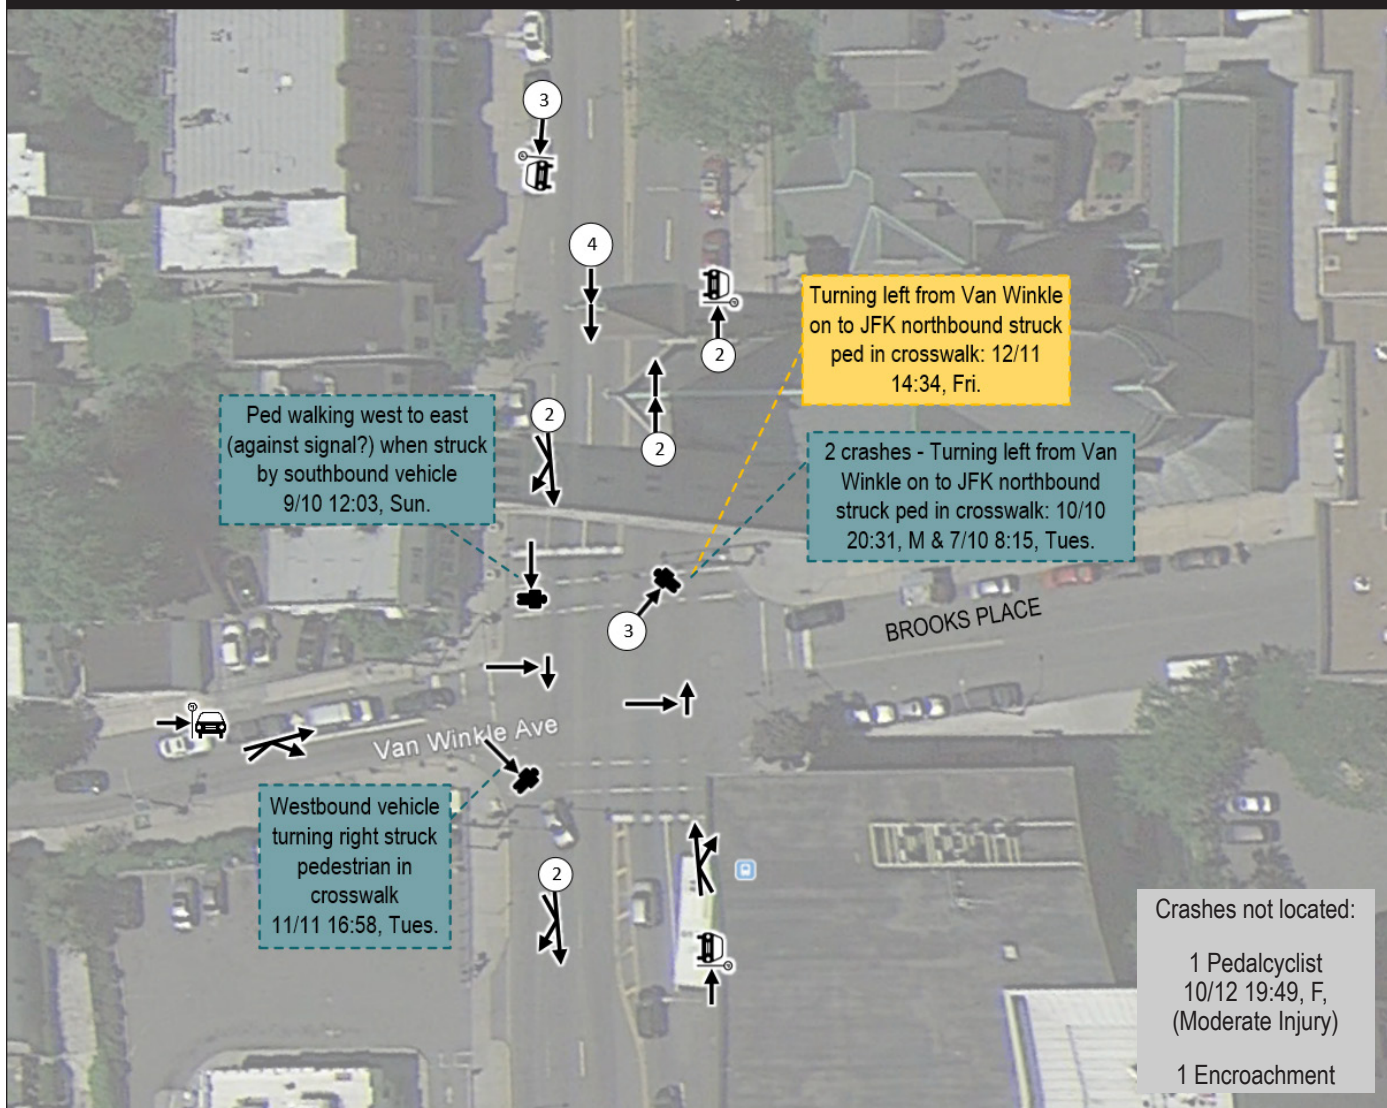 3
4
2
2
2
Turning left from Van Winkle
on to JFK northbound struck
ped in crosswalk: 12/11
14:34, Fri.
Ped walking west to east
(against signal?) when struck
by southbound vehicle
9/10 12:03, Sun.
2 crashes - Turning left from Van
Winkle on to JFK northbound
struck ped in crosswalk: 10/10
20:31, M & 7/10 8:15, Tues.
3
BROOKS PLACE
Van Winkle Ave
Westbound vehicle
turning right struck
pedestrian in
crosswalk
11/11 16:58, Tues.
2
Crashes not located:
1 Pedalcyclist
10/12 19:49, F,
(Moderate Injury)
1 Encroachment